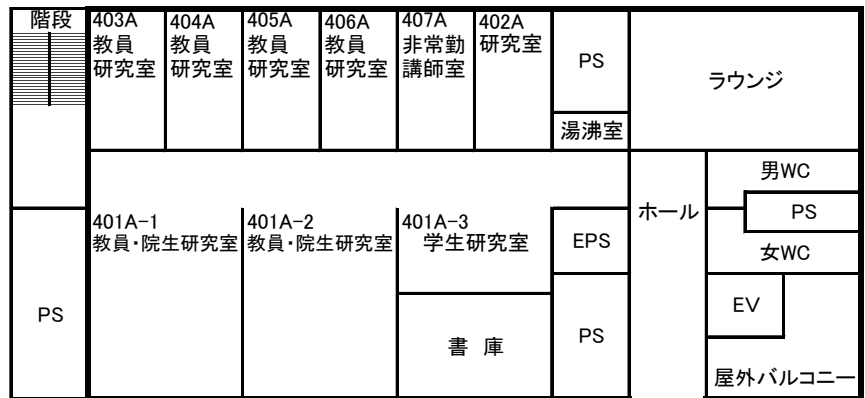 階段
403A
教員
研究室
404A
教員
研究室
405A
教員
研究室
406A
教員
研究室
407A
非常勤
講師室
402A
研究室
PS
湯沸室
ラウンジ
男WC
PS
女WC
ホール
401A-1
教員・院生研究室
401A-2
教員・院生研究室
401A-3
学生研究室
EPS
PS
書 庫
PS
EV
屋外バルコニー